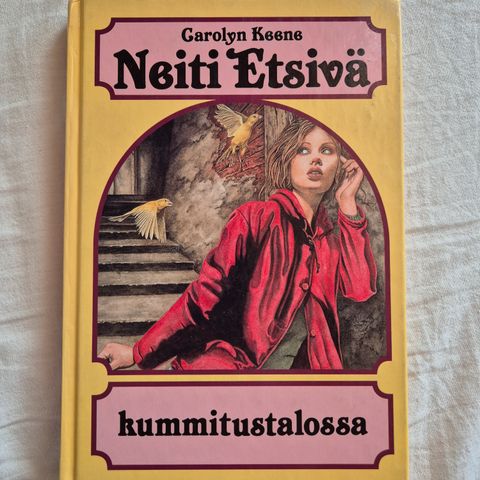 Carolyn Keene
Neiti Etsivä
kummitustalossa